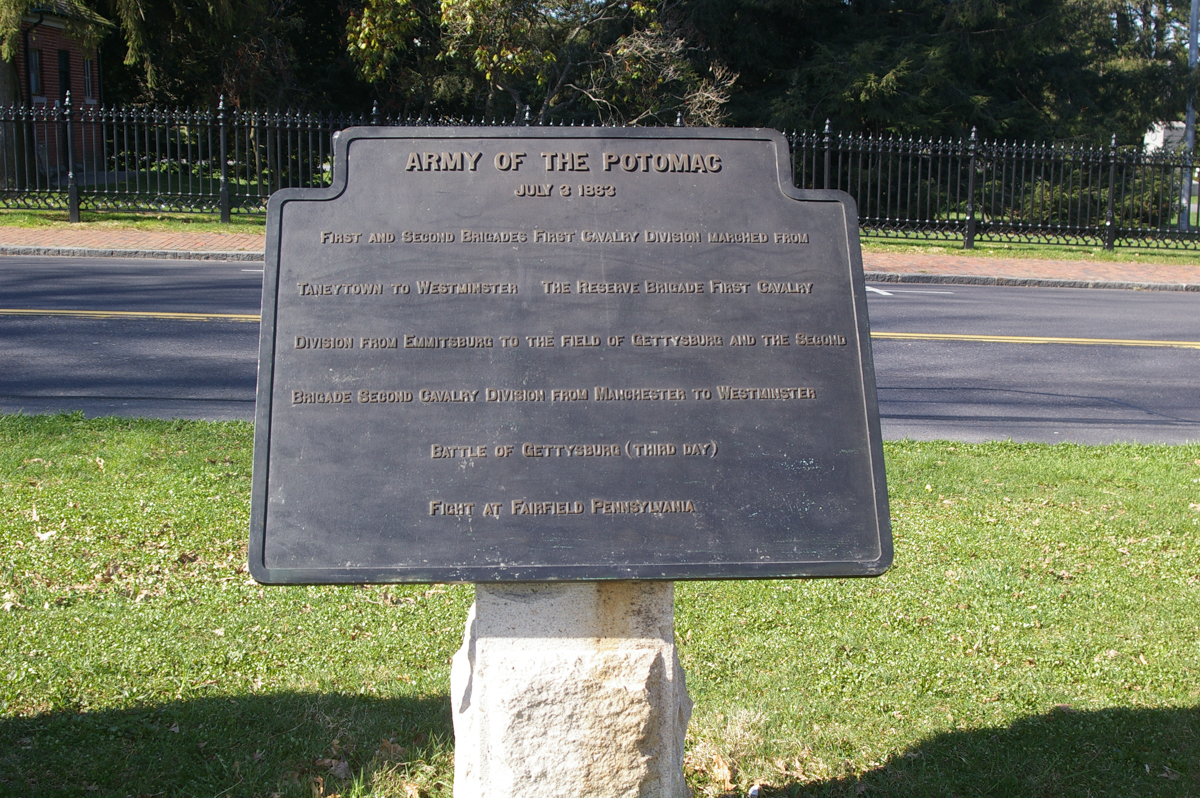 ARMY OF THE POTOMAC
JULY 3 1863
FIRST AND SECOND BRIGADES FIRST CAVALRY DIVISION MARCHED FROM
TANEYTOWN TO WESTMINSTER THE RESERVE BRIGADE FIRST CAVALRY
DIVISION FROM EMMITSBURG TO THE FIELD OF GETTYSBURG AND THE SECOND
BRIGADE SECOND CAVALRY DIVISION FROM MANCHESTER TO WESTMINSTER
BATTLE OF GETTYSBURG (THIRD DAY)
FIGHT AT FAIRFIELD PENNSYLVANIA